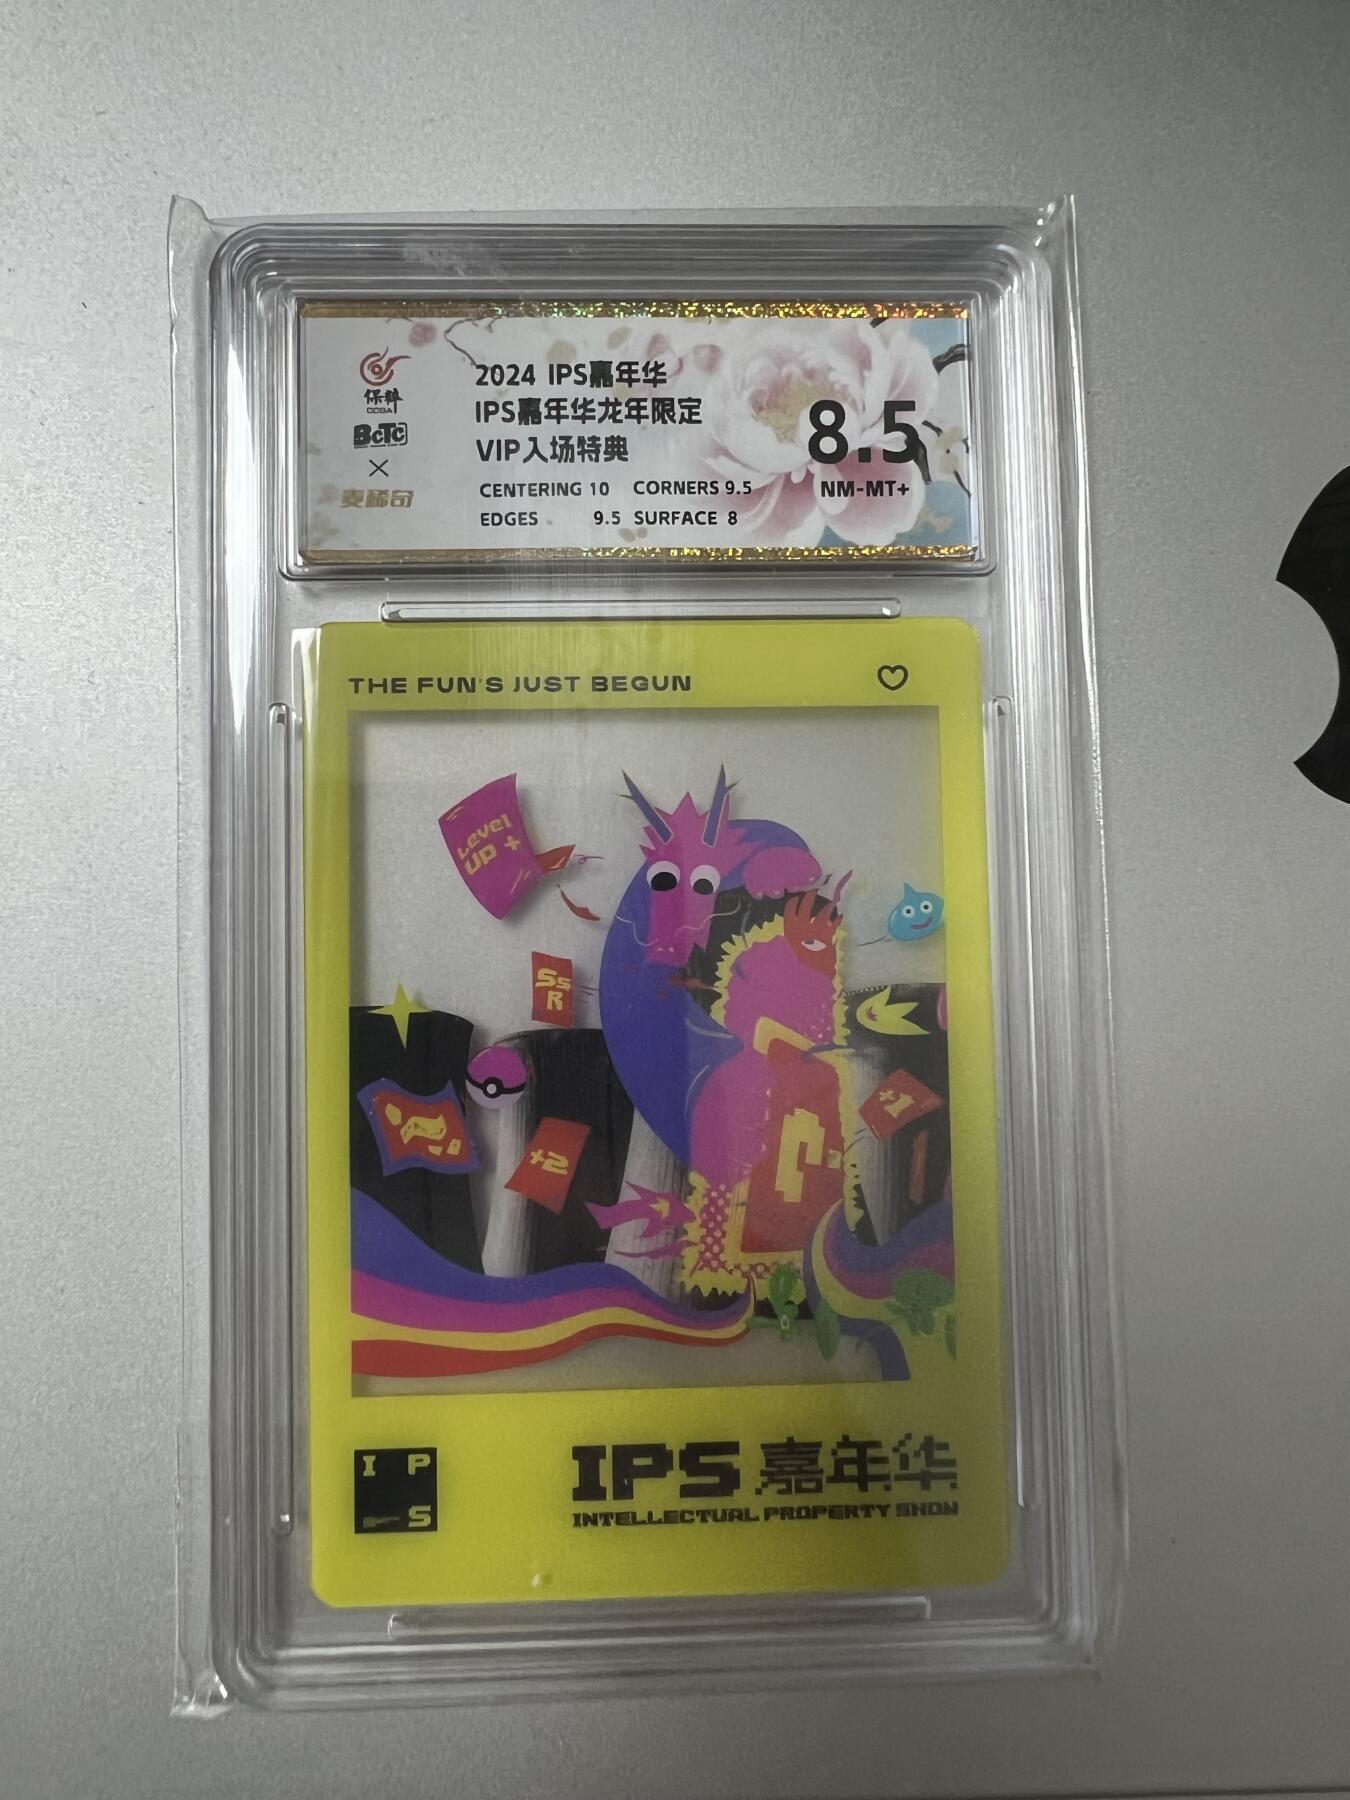 保粹
CCGA
BcTc
×
麦稀奇
2024 IPS嘉年华
IPS嘉年华龙年限定
VIP入场特典
CENTERING 10 CORNERS 9.5
EDGES 9.5 SURFACE 8
8.5
NM-MT+
THE FUN'S JUST BEGUN
Level
UP +
SS
R
+2
+1
I P
S
IPS 嘉年华
INTELLECTUAL PROPERTY SHOW